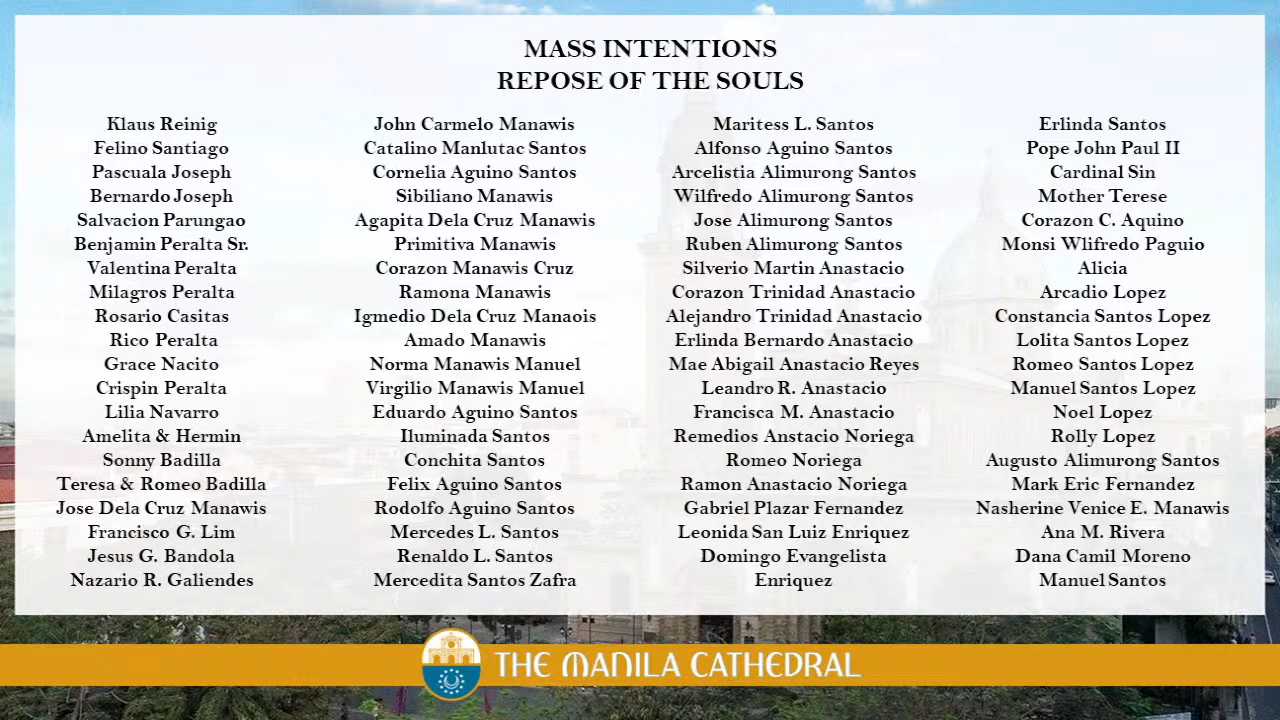 MASS INTENTIONS
REPOSE OF THE SOULS
Klaus Reinig
Felino Santiago
Pascuala Joseph
Bernardo Joseph
Salvacion Parungao
Benjamin Peralta Sr.
Valentina Peralta
Milagros Peralta
Rosario Casitas
Rico Peralta
Grace Nacito
Crispin Peralta
Lilia Navarro
Amelita & Hermin
Sonny Badilla
Teresa & Romeo Badilla
Jose Dela Cruz Manawis
Francisco G. Lim
Jesus G. Bandola
Nazario R. Galiendes
John Carmelo Manawis
Catalino Manlutac Santos
Cornelia Aguino Santos
Sibiliano Manawis
Agapita Dela Cruz Manawis
Primitiva Manawis
Corazon Manawis Cruz
Ramona Manawis
Igmedio Dela Cruz Manaois
Amado Manawis
Norma Manawis Manuel
Virgilio Manawis Manuel
Eduardo Aguino Santos
Iluminada Santos
Conchita Santos
Felix Aguino Santos
Rodolfo Aguino Santos
Mercedes L. Santos
Renaldo L. Santos
Mercedita Santos Zafra
Maritess L. Santos
Alfonso Aguino Santos
Arcelistia Alimurong Santos
Wilfredo Alimurong Santos
Jose Alimurong Santos
Ruben Alimurong Santos
Silverio Martin Anastacio
Corazon Trinidad Anastacio
Alejandro Trinidad Anastacio
Erlinda Bernardo Anastacio
Mae Abigail Anastacio Reyes
Leandro R. Anastacio
Francisca M. Anastacio
Remedios Anstacio Noriega
Romeo Noriega
Ramon Anastacio Noriega
Gabriel Plazar Fernandez
Leonida San Luiz Enriquez
Domingo Evangelista
Enriquez
Erlinda Santos
Pope John Paul II
Cardinal Sin
Mother Terese
Corazon C. Aquino
Monsi Wlifredo Paguio
Alicia
Arcadio Lopez
Constancia Santos Lopez
Lolita Santos Lopez
Romeo Santos Lopez
Manuel Santos Lopez
Noel Lopez
Rolly Lopez
Augusto Alimurong Santos
Mark Eric Fernandez
Nasherine Venice E. Manawis
Ana M. Rivera
Dana Camil Moreno
Manuel Santos
THE MANILA CATHEDRAL